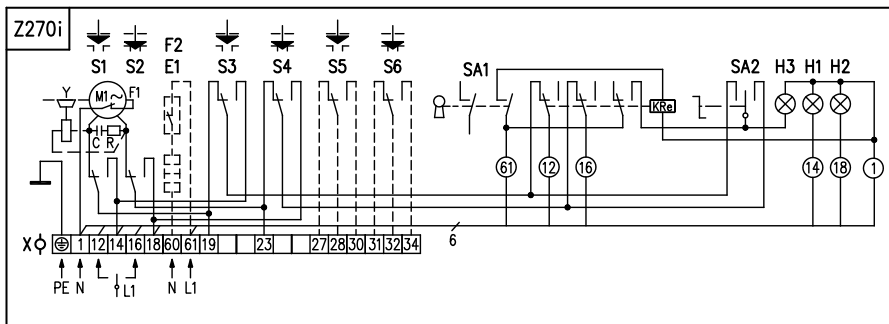 Z270i
F2
S1 S2 E1 S3 S4 S5 S6 SA1 SA2 H3 H1 H2
Y M1~ F1
KRe
C R
61 12 16 14 18 1
6
X 1 12 14 16 18 60 61 19 23 27 28 30 31 32 34
PE N L1 N L1